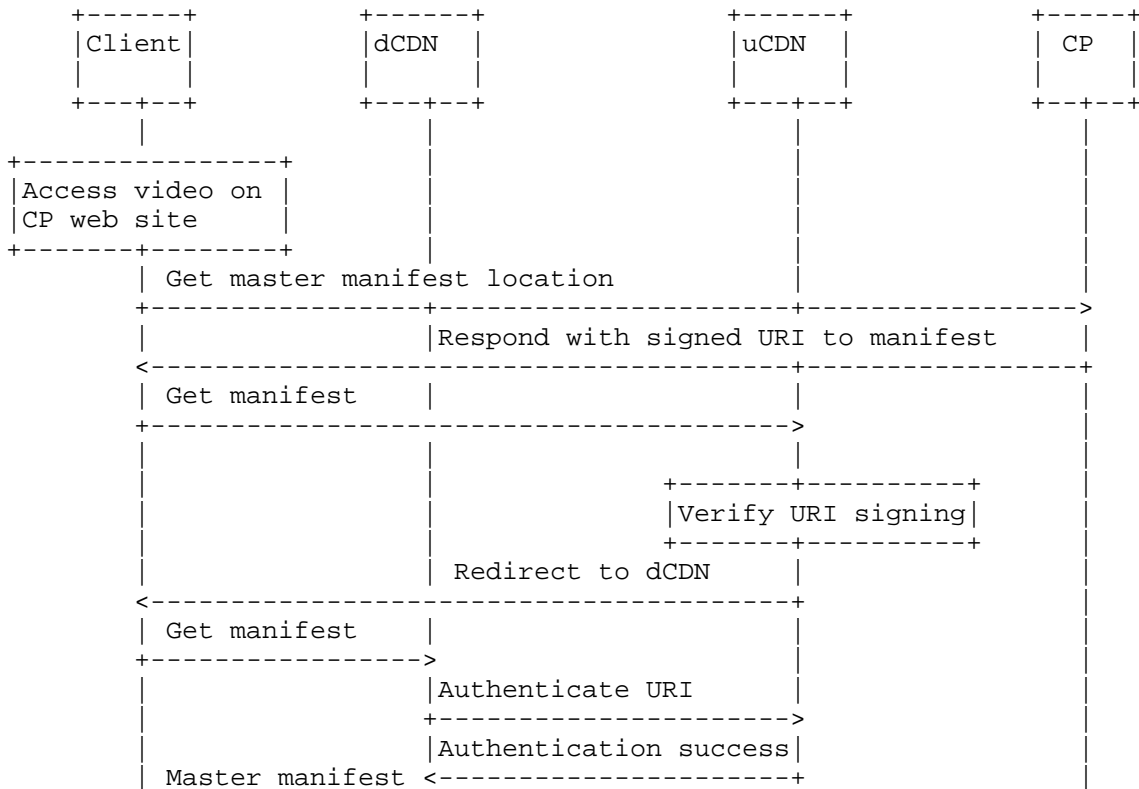 Client dCDN uCDN CP
Access video on
CP web site
Get master manifest location
Respond with signed URI to manifest
Get manifest
Verify URI signing
Redirect to dCDN
Get manifest
Authenticate URI
Authentication success
Master manifest